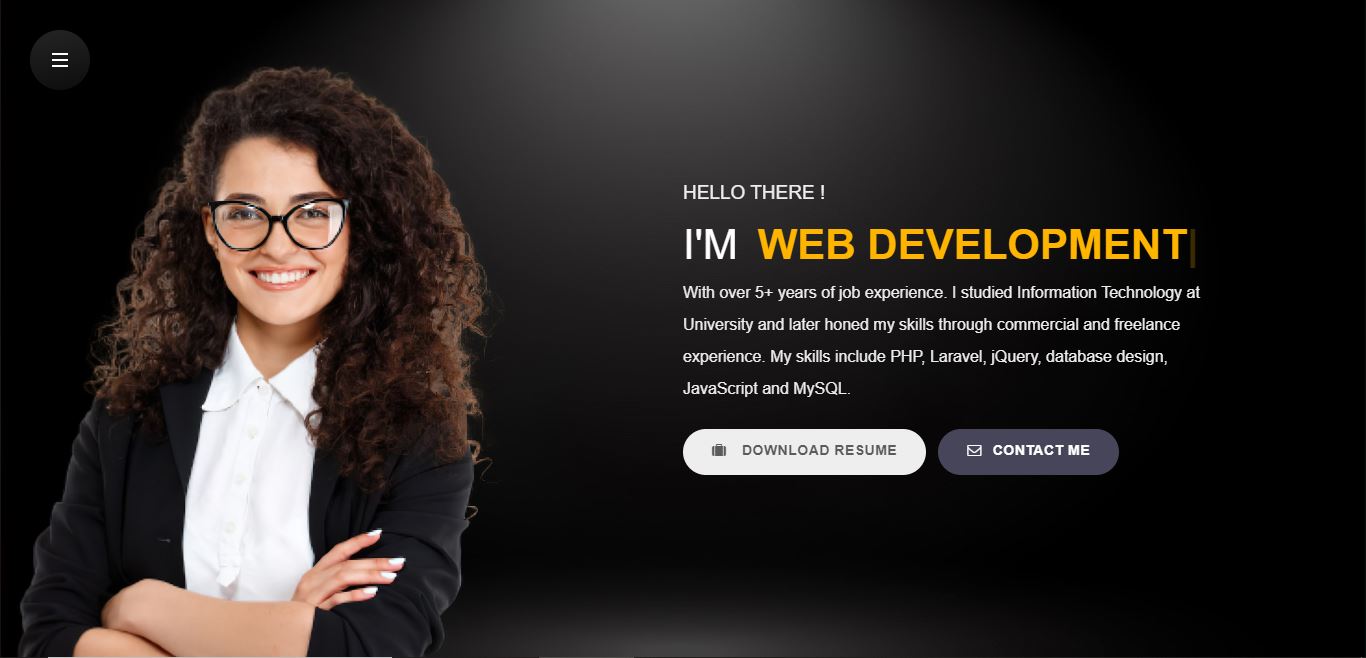 HELLO THERE !
I'M WEB DEVELOPMENT|
With over 5+ years of job experience. I studied Information Technology at
University and later honed my skills through commercial and freelance
experience. My skills include PHP, Laravel, jQuery, database design,
JavaScript and MySQL.
DOWNLOAD RESUME
CONTACT ME